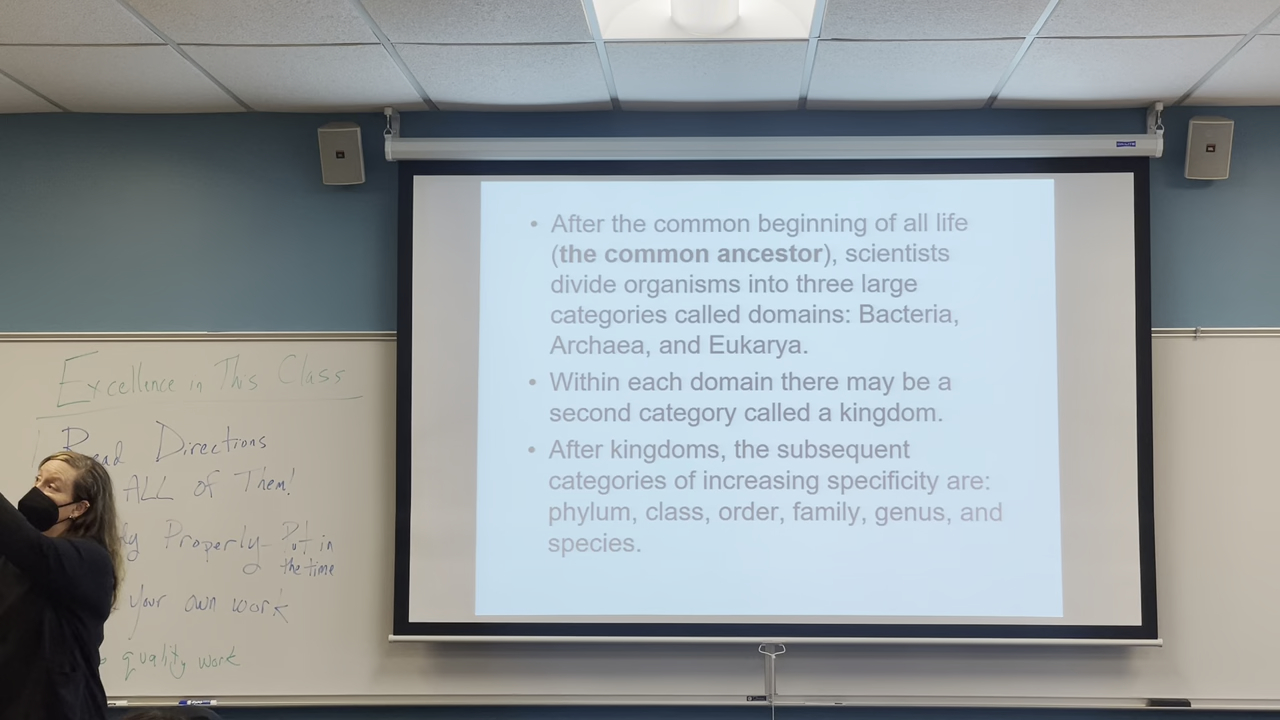 • After the common beginning of all life
(the common ancestor), scientists
divide organisms into three large
categories called domains: Bacteria,
Archaea, and Eukarya.
• Within each domain there may be a
second category called a kingdom.
• After kingdoms, the subsequent
categories of increasing specificity are:
phylum, class, order, family, genus, and
species.
Excellence in This Class
Read Directions
ALL of Them!
Properly- Put in
the time
your own work
quality work